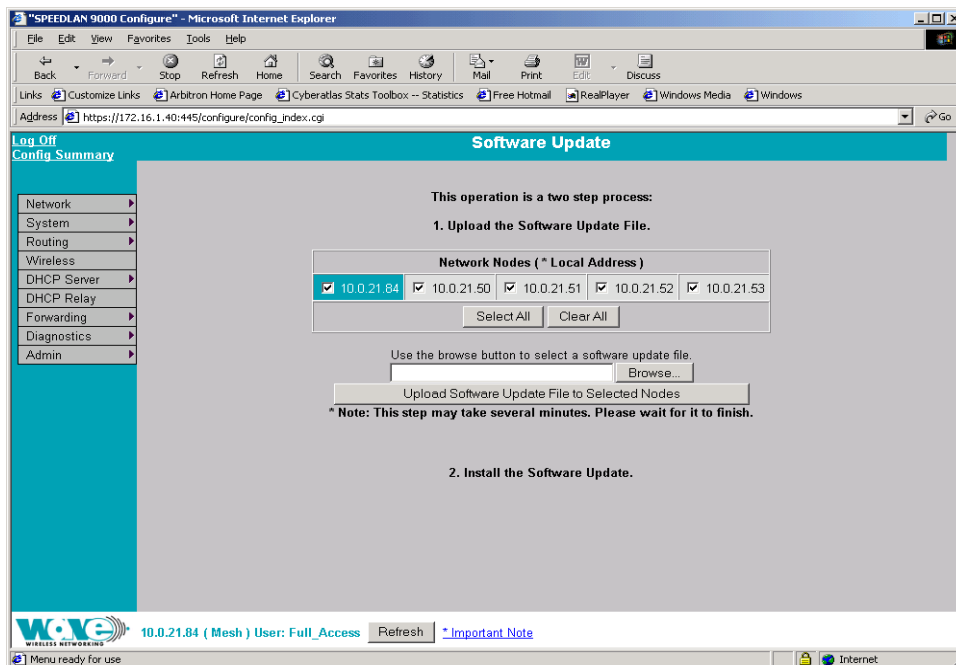 "SPEEDLAN 9000 Configure" - Microsoft Internet Explorer
File Edit View Favorites Tools Help
Back Forward Stop Refresh Home Search Favorites History Mail Print Edit Discuss
Links Customize Links Arbitron Home Page Cyberatlas Stats Toolbox -- Statistics Free Hotmail RealPlayer Windows Media Windows
Address https://172.16.1.40:445/configure/config_index.cgi Go
Log Off
Config Summary
Software Update
Network
System
Routing
Wireless
DHCP Server
DHCP Relay
Forwarding
Diagnostics
Admin
This operation is a two step process:
1. Upload the Software Update File.
Network Nodes ( * Local Address )
10.0.21.84 10.0.21.50 10.0.21.51 10.0.21.52 10.0.21.53
Select All Clear All
Use the browse button to select a software update file.
Browse...
Upload Software Update File to Selected Nodes
* Note: This step may take several minutes. Please wait for it to finish.
2. Install the Software Update.
WAVE
WIRELESS NETWORKING
10.0.21.84 ( Mesh ) User: Full_Access Refresh * Important Note
Menu ready for use Internet